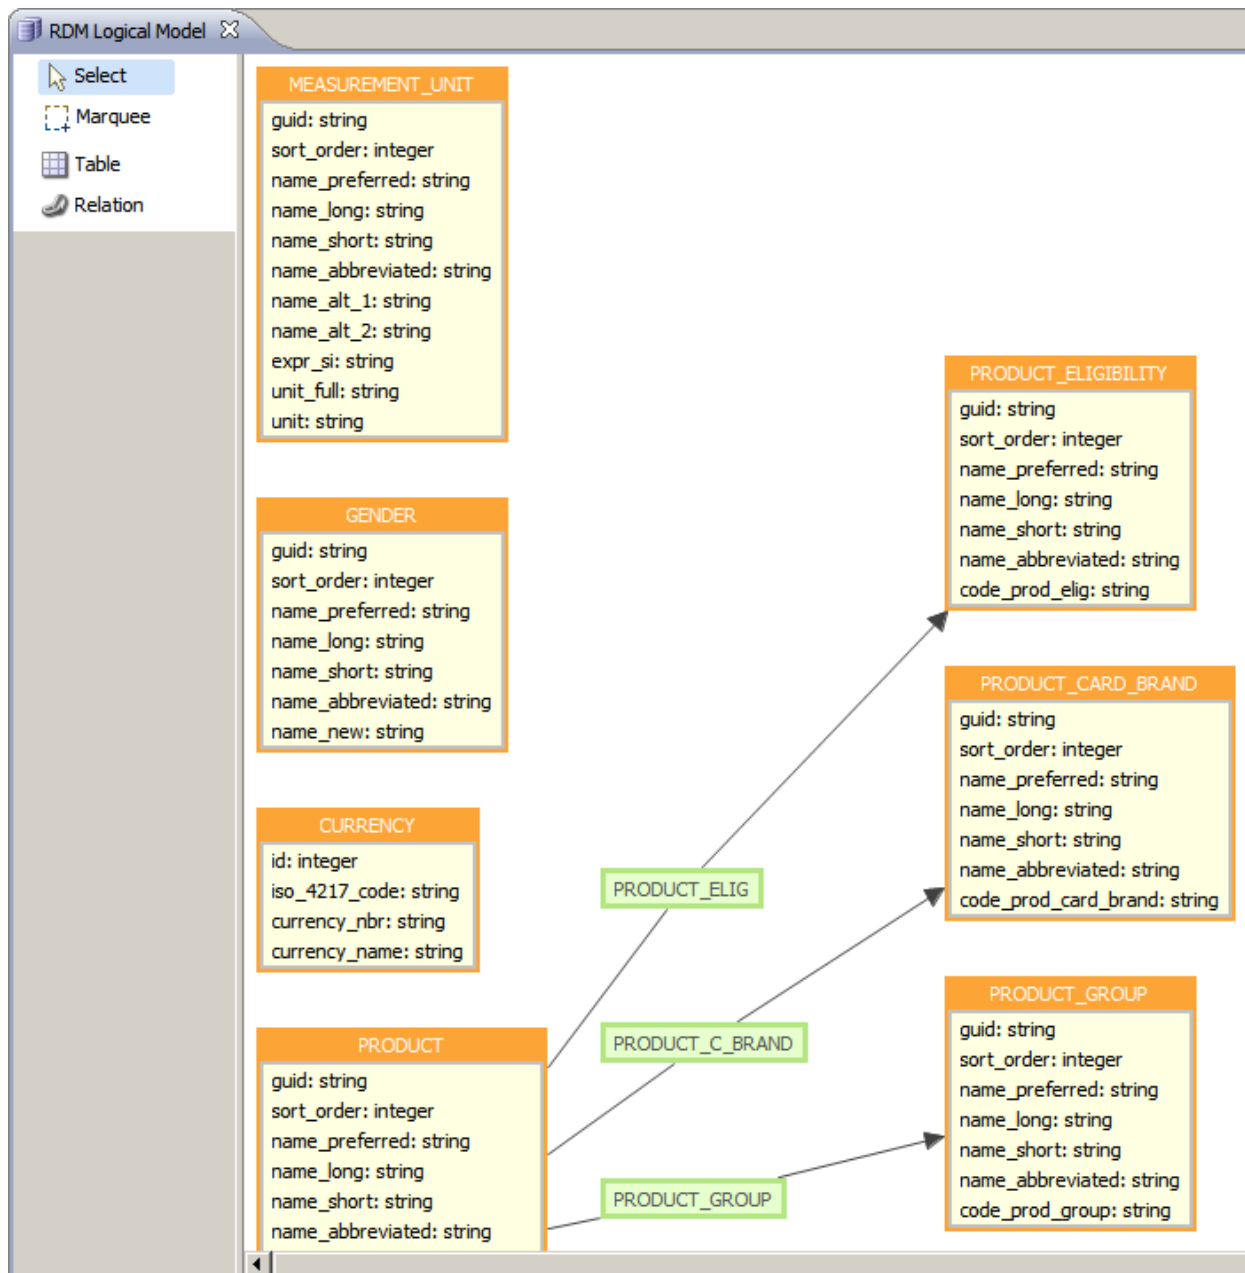 RDM Logical Model
Select
Marquee
Table
Relation
MEASUREMENT_UNIT
guid: string
sort_order: integer
name_preferred: string
name_long: string
name_short: string
name_abbreviated: string
name_alt_1: string
name_alt_2: string
expr_si: string
unit_full: string
unit: string
GENDER
guid: string
sort_order: integer
name_preferred: string
name_long: string
name_short: string
name_abbreviated: string
name_new: string
CURRENCY
id: integer
iso_4217_code: string
currency_nbr: string
currency_name: string
PRODUCT
guid: string
sort_order: integer
name_preferred: string
name_long: string
name_short: string
name_abbreviated: string
PRODUCT_ELIG
PRODUCT_C_BRAND
PRODUCT_GROUP
PRODUCT_ELIGIBILITY
guid: string
sort_order: integer
name_preferred: string
name_long: string
name_short: string
name_abbreviated: string
code_prod_elig: string
PRODUCT_CARD_BRAND
guid: string
sort_order: integer
name_preferred: string
name_long: string
name_short: string
name_abbreviated: string
code_prod_card_brand: string
PRODUCT_GROUP
guid: string
sort_order: integer
name_preferred: string
name_long: string
name_short: string
name_abbreviated: string
code_prod_group: string